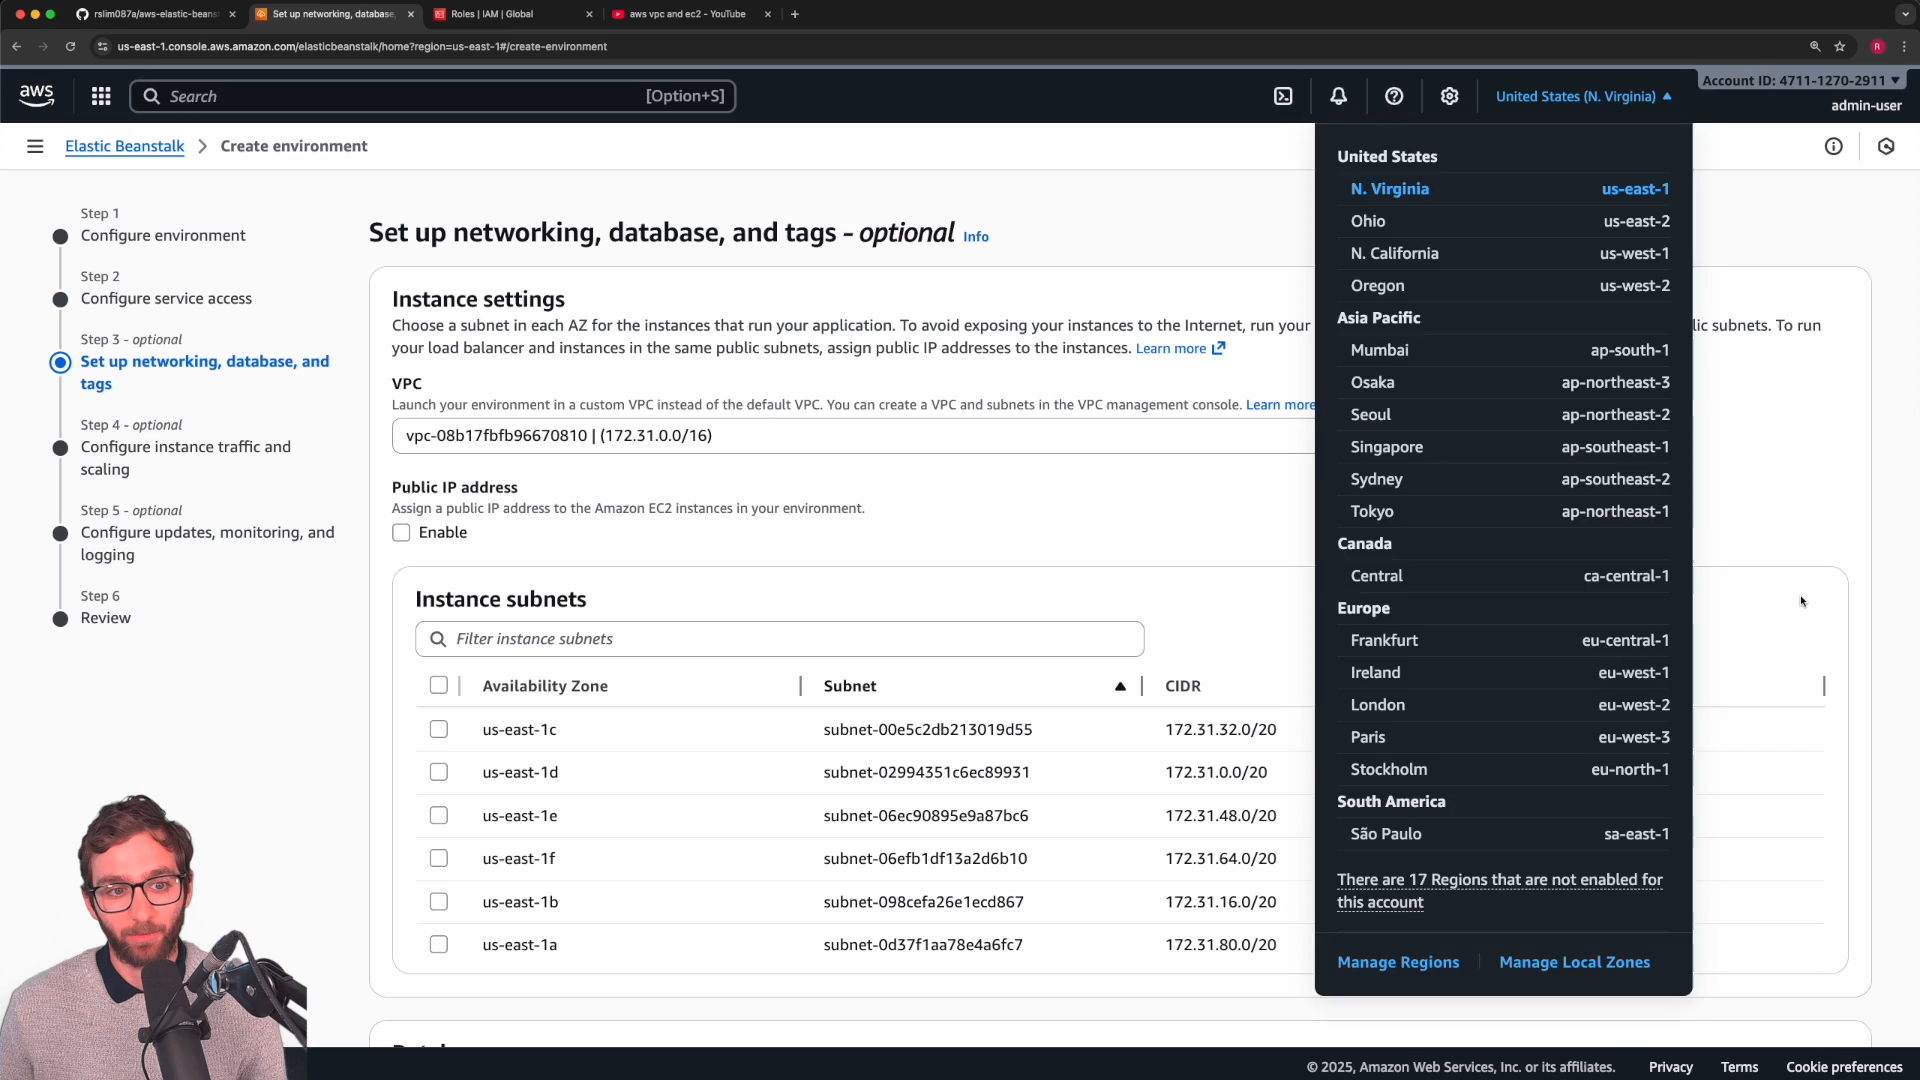 rslim087a/aws-elastic-beans
Set up networking, database,
Roles | IAM | Global
aws vpc and ec2 - YouTube
us-east-1.console.aws.amazon.com/elasticbeanstalk/home?region=us-east-1#/create-environment
R
aws
Search
[Option+S]
United States (N. Virginia)
Account ID: 4711-1270-2911
admin-user
Elastic Beanstalk
Create environment
Step 1
Configure environment
Step 2
Configure service access
Step 3 - optional
Set up networking, database, and
tags
Step 4 - optional
Configure instance traffic and
scaling
Step 5 - optional
Configure updates, monitoring, and
logging
Step 6
Review
Set up networking, database, and tags - optional Info
Instance settings
Choose a subnet in each AZ for the instances that run your application. To avoid exposing your instances to the Internet, run your
lic subnets. To run
your load balancer and instances in the same public subnets, assign public IP addresses to the instances. Learn more
VPC
Launch your environment in a custom VPC instead of the default VPC. You can create a VPC and subnets in the VPC management console. Learn more
vpc-08b17fbfb96670810 | (172.31.0.0/16)
Public IP address
Assign a public IP address to the Amazon EC2 instances in your environment.
Enable
Instance subnets
Filter instance subnets
Availability Zone
Subnet
CIDR
us-east-1c
subnet-00e5c2db213019d55
172.31.32.0/20
us-east-1d
subnet-02994351c6ec89931
172.31.0.0/20
us-east-1e
subnet-06ec90895e9a87bc6
172.31.48.0/20
us-east-1f
subnet-06efb1df13a2d6b10
172.31.64.0/20
us-east-1b
subnet-098cefa26e1ecd867
172.31.16.0/20
us-east-1a
subnet-0d37f1aa78e4a6fc7
172.31.80.0/20
United States
N. Virginia us-east-1
Ohio us-east-2
N. California us-west-1
Oregon us-west-2
Asia Pacific
Mumbai ap-south-1
Osaka ap-northeast-3
Seoul ap-northeast-2
Singapore ap-southeast-1
Sydney ap-southeast-2
Tokyo ap-northeast-1
Canada
Central ca-central-1
Europe
Frankfurt eu-central-1
Ireland eu-west-1
London eu-west-2
Paris eu-west-3
Stockholm eu-north-1
South America
São Paulo sa-east-1
There are 17 Regions that are not enabled for
this account
Manage Regions
Manage Local Zones
© 2025, Amazon Web Services, Inc. or its affiliates.
Privacy
Terms
Cookie preferences